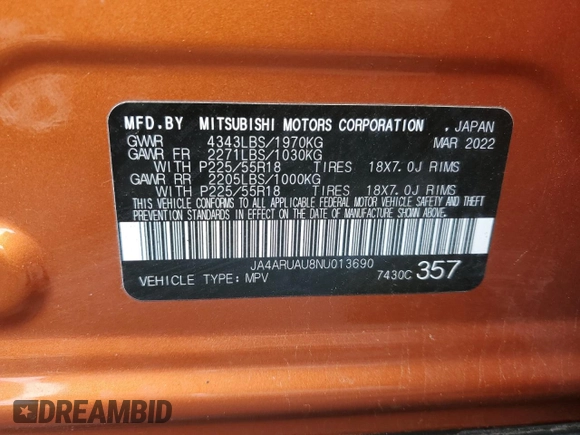 MFD.BY MITSUBISHI MOTORS CORPORATION , JAPAN
GVWR 4343LBS/1970KG MAR 2022
GAWR FR 2271LBS/1030KG
WITH P225/55R18 TIRES 18X7.0J RIMS
GAWR RR 2205LBS/1000KG
WITH P225/55R18 TIRES 18X7.0J RIMS
THIS VEHICLE CONFORMS TO ALL APPLICABLE FEDERAL MOTOR VEHICLE SAFETY AND THEFT
PREVENTION STANDARDS IN EFFECT ON THE DATE OF MANUFACTURE SHOWN ABOVE.
JA4ARUAU8NU013690
VEHICLE TYPE: MPV 7430C 357
DREAMBID